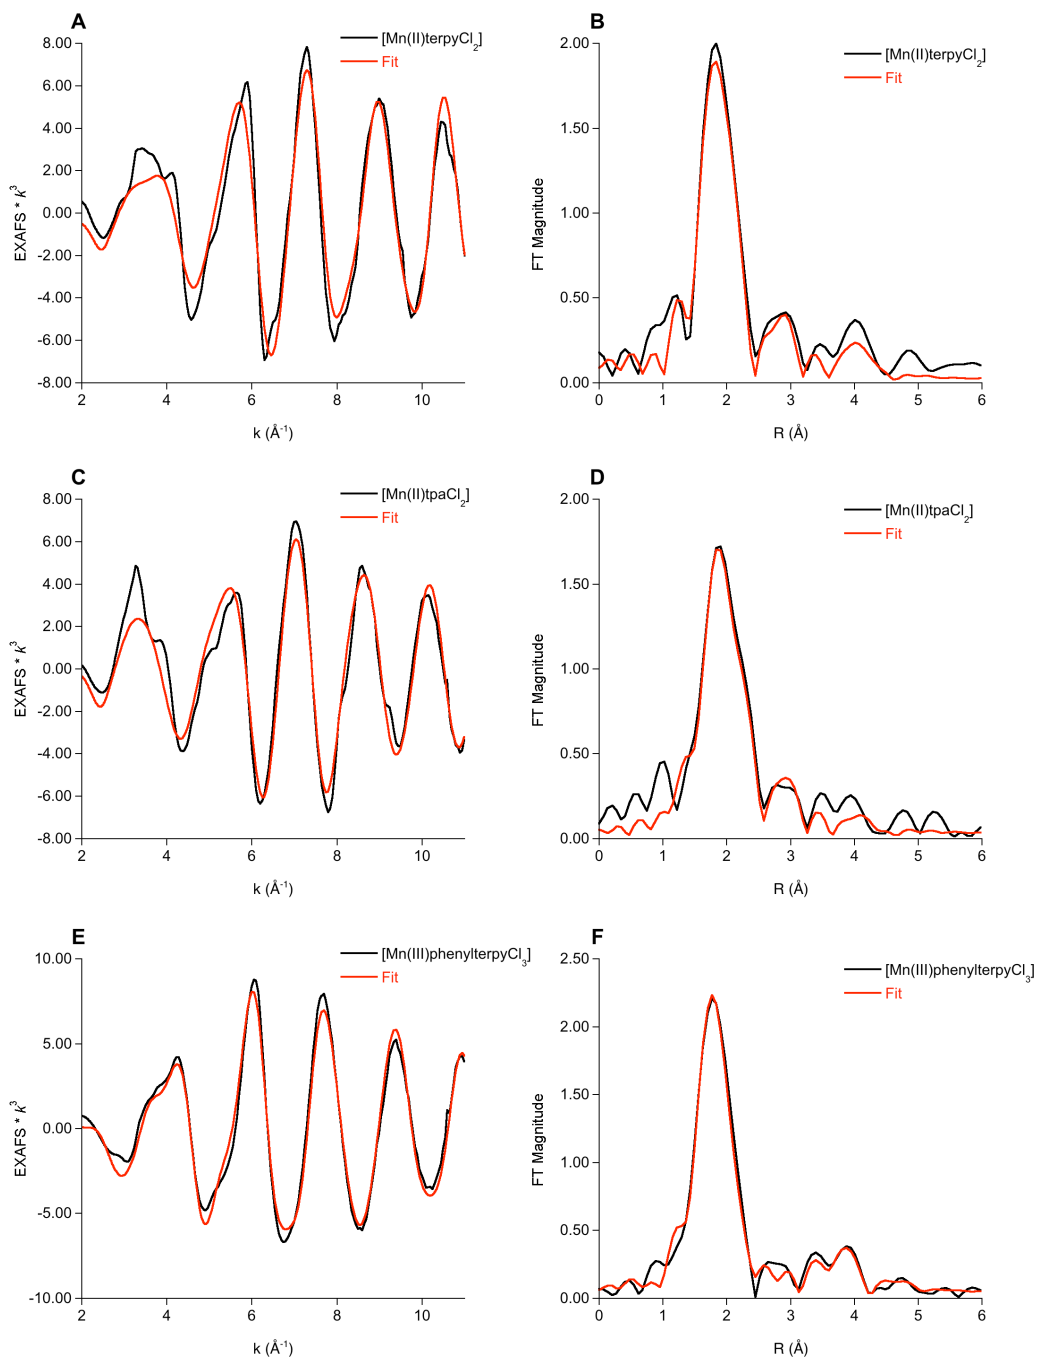 A
[Mn(II)terpyCl2]
Fit
8.00
6.00
4.00
2.00
0.00
-2.00
-4.00
-6.00
-8.00
EXAFS * k3
2 4 6 8 10
k (Å-1)
B
[Mn(II)terpyCl2]
Fit
2.00
1.50
1.00
0.50
0.00
FT Magnitude
0 1 2 3 4 5 6
R (Å)
C
[Mn(II)tpaCl2]
Fit
8.00
6.00
4.00
2.00
0.00
-2.00
-4.00
-6.00
-8.00
EXAFS * k3
2 4 6 8 10
k (Å-1)
D
[Mn(II)tpaCl2]
Fit
2.00
1.50
1.00
0.50
0.00
FT Magnitude
0 1 2 3 4 5 6
R (Å)
E
[Mn(III)phenylterpyCl3]
Fit
10.00
5.00
0.00
-5.00
-10.00
EXAFS * k3
2 4 6 8 10
k (Å-1)
F
[Mn(III)phenylterpyCl3]
Fit
2.50
2.00
1.50
1.00
0.50
0.00
FT Magnitude
0 1 2 3 4 5 6
R (Å)